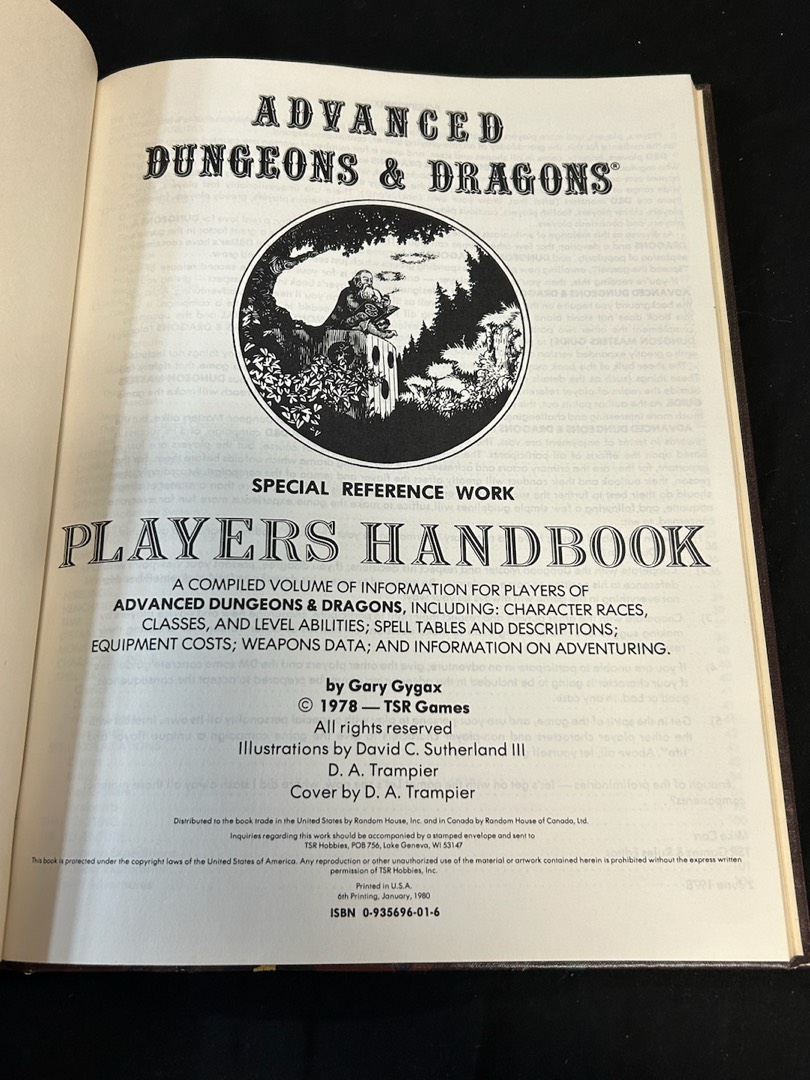 ADVANCED
DUNGEONS & DRAGONS®
SPECIAL REFERENCE WORK
PLAYERS HANDBOOK
A COMPILED VOLUME OF INFORMATION FOR PLAYERS OF
ADVANCED DUNGEONS & DRAGONS, INCLUDING: CHARACTER RACES,
CLASSES, AND LEVEL ABILITIES; SPELL TABLES AND DESCRIPTIONS;
EQUIPMENT COSTS; WEAPONS DATA; AND INFORMATION ON ADVENTURING.
by Gary Gygax
© 1978 — TSR Games
All rights reserved
Illustrations by David C. Sutherland III
D. A. Trampier
Cover by D. A. Trampier
Distributed to the book trade in the United States by Random House, Inc. and in Canada by Random House of Canada, Ltd.
Inquiries regarding this work should be accompanied by a stamped envelope and sent to
TSR Hobbies, POB 756, Lake Geneva, WI 53147
This book is protected under the copyright laws of the United States of America. Any reproduction or other unauthorized use of the material or artwork contained herein is prohibited without the express written
permission of TSR Hobbies, Inc.
Printed in U.S.A.
6th Printing, January, 1980
ISBN 0-935696-01-6